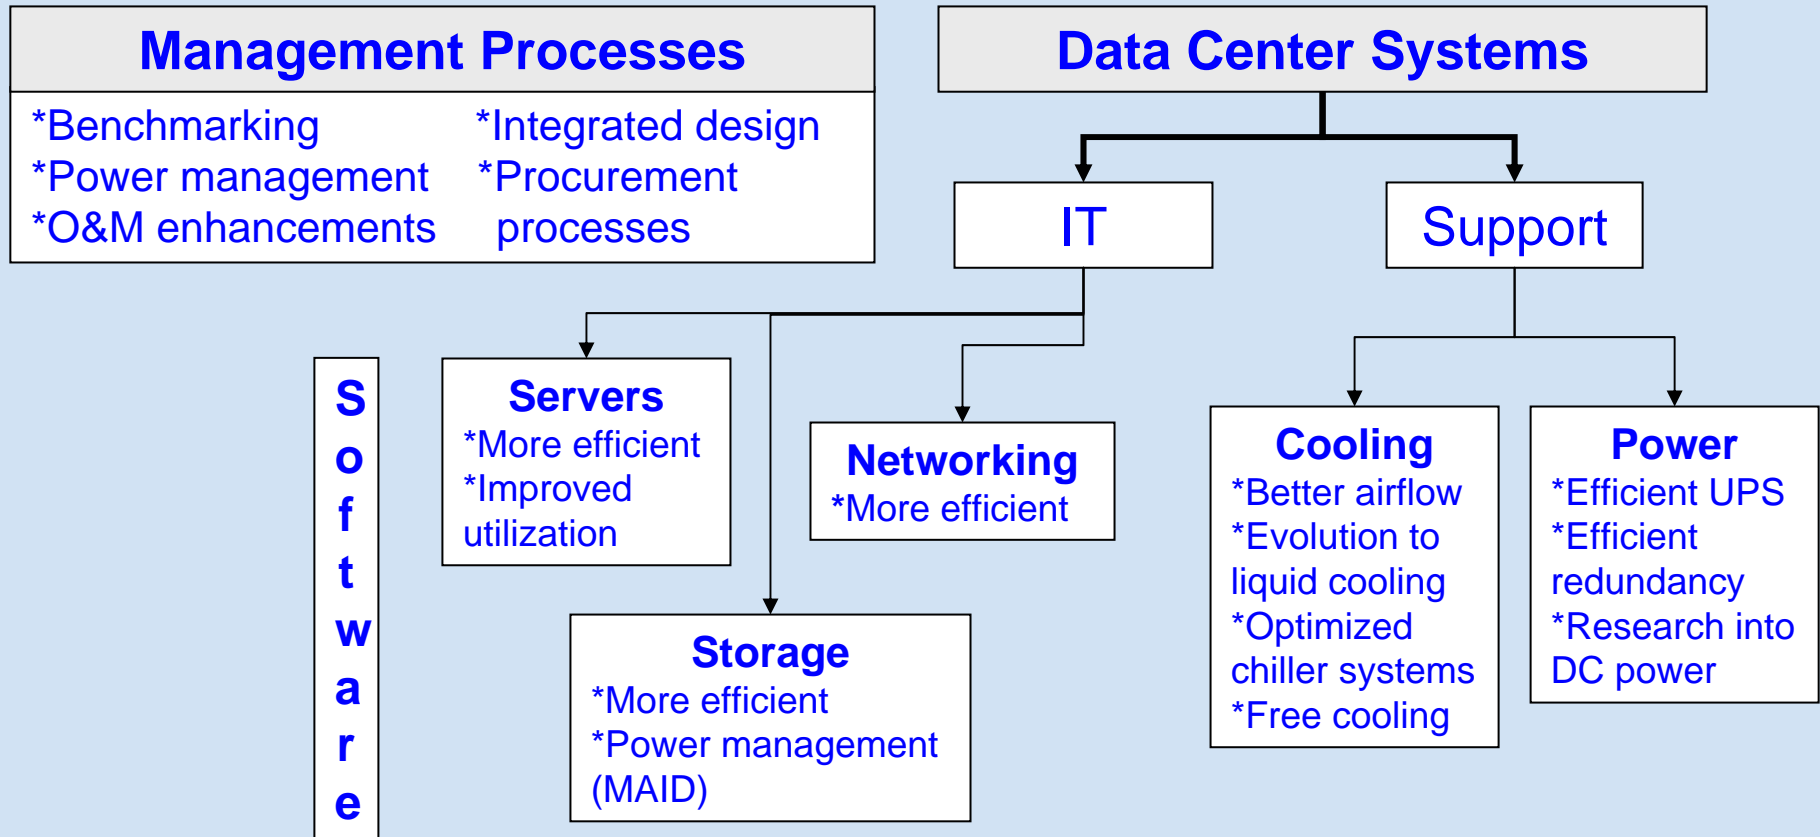 Management Processes
*Benchmarking
*Power management
*O&M enhancements
*Integrated design
*Procurement
processes
Data Center Systems
IT
Support
Software
Servers
*More efficient
*Improved
utilization
Storage
*More efficient
*Power management
(MAID)
Networking
*More efficient
Cooling
*Better airflow
*Evolution to
liquid cooling
*Optimized
chiller systems
*Free cooling
Power
*Efficient UPS
*Efficient
redundancy
*Research into
DC power